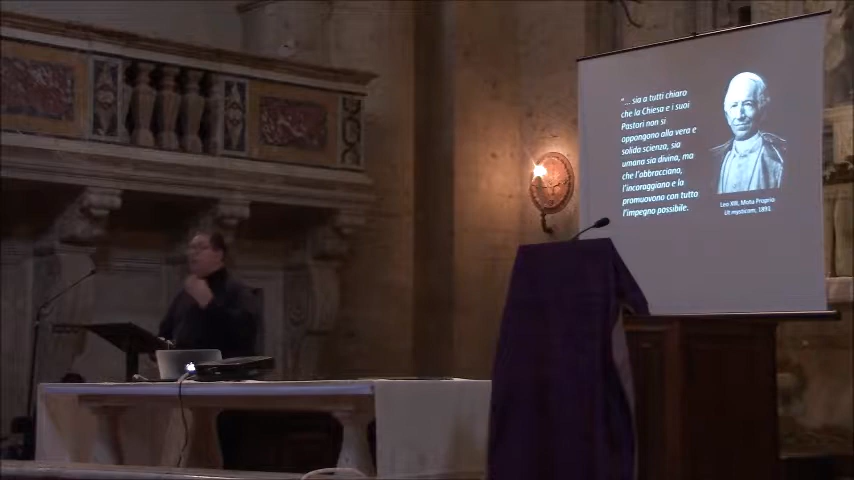 "... sia a tutti chiaro
che la Chiesa e i suoi
Pastori non si
oppongono alla vera e
solida scienza, sia
umana sia divina, ma
che l'abbracciano,
l'incoraggiano e la
promuovono con tutto
l'impegno possibile.
Leo XIII, Motu Proprio
Ut mysticam, 1891